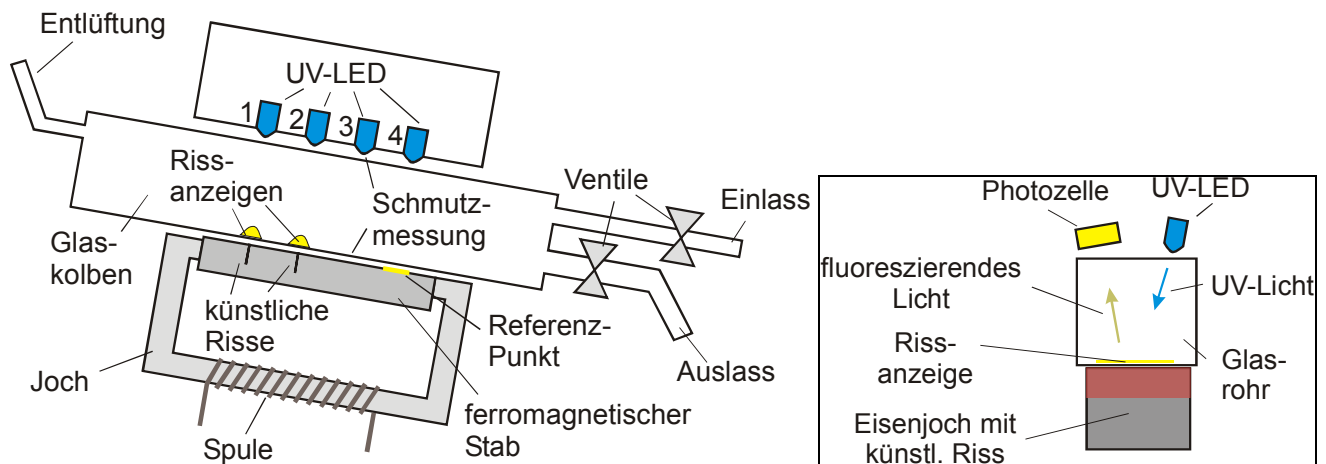 Entlüftung
UV-LED
1
2
3
4
Riss-
anzeigen
Schmutz-
messung
Ventile
Einlass
Glas-
kolben
künstliche
Risse
Referenz-
Punkt
Auslass
Joch
ferromagnetischer
Stab
Spule
Photozelle
UV-LED
fluoreszierendes
Licht
UV-Licht
Riss-
anzeige
Glas-
rohr
Eisenjoch mit
künstl. Riss